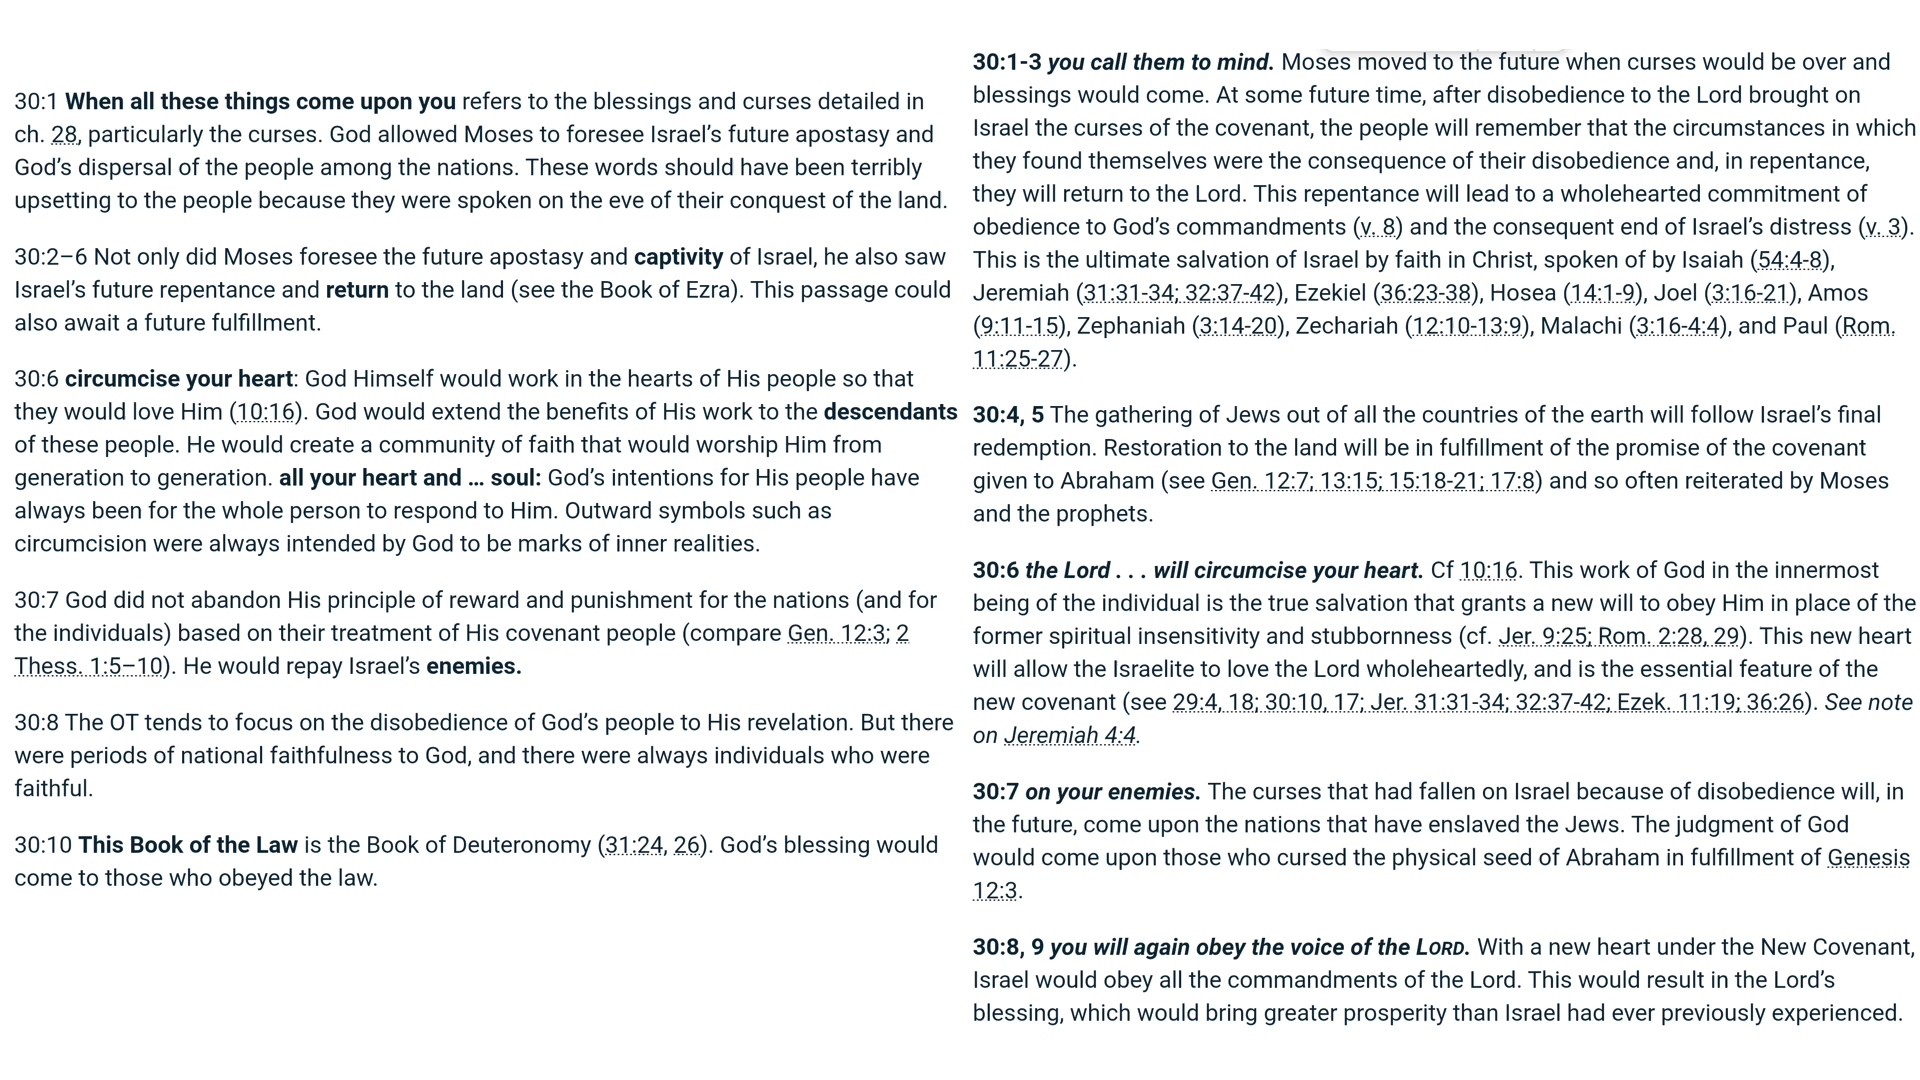 30:1 When all these things come upon you refers to the blessings and curses detailed in
ch. 28, particularly the curses. God allowed Moses to foresee Israel’s future apostasy and
God’s dispersal of the people among the nations. These words should have been terribly
upsetting to the people because they were spoken on the eve of their conquest of the land.
30:2–6 Not only did Moses foresee the future apostasy and captivity of Israel, he also saw
Israel’s future repentance and return to the land (see the Book of Ezra). This passage could
also await a future fulfillment.
30:6 circumcise your heart: God Himself would work in the hearts of His people so that
they would love Him (10:16). God would extend the benefits of His work to the descendants
of these people. He would create a community of faith that would worship Him from
generation to generation. all your heart and … soul: God’s intentions for His people have
always been for the whole person to respond to Him. Outward symbols such as
circumcision were always intended by God to be marks of inner realities.
30:7 God did not abandon His principle of reward and punishment for the nations (and for
the individuals) based on their treatment of His covenant people (compare Gen. 12:3; 2
Thess. 1:5–10). He would repay Israel’s enemies.
30:8 The OT tends to focus on the disobedience of God’s people to His revelation. But there
were periods of national faithfulness to God, and there were always individuals who were
faithful.
30:10 This Book of the Law is the Book of Deuteronomy (31:24, 26). God’s blessing would
come to those who obeyed the law.
30:1-3 you call them to mind. Moses moved to the future when curses would be over and
blessings would come. At some future time, after disobedience to the Lord brought on
Israel the curses of the covenant, the people will remember that the circumstances in which
they found themselves were the consequence of their disobedience and, in repentance,
they will return to the Lord. This repentance will lead to a wholehearted commitment of
obedience to God’s commandments (v. 8) and the consequent end of Israel’s distress (v. 3).
This is the ultimate salvation of Israel by faith in Christ, spoken of by Isaiah (54:4-8),
Jeremiah (31:31-34; 32:37-42), Ezekiel (36:23-38), Hosea (14:1-9), Joel (3:16-21), Amos
(9:11-15), Zephaniah (3:14-20), Zechariah (12:10-13:9), Malachi (3:16-4:4), and Paul (Rom.
11:25-27).
30:4, 5 The gathering of Jews out of all the countries of the earth will follow Israel’s final
redemption. Restoration to the land will be in fulfillment of the promise of the covenant
given to Abraham (see Gen. 12:7; 13:15; 15:18-21; 17:8) and so often reiterated by Moses
and the prophets.
30:6 the Lord . . . will circumcise your heart. Cf 10:16. This work of God in the innermost
being of the individual is the true salvation that grants a new will to obey Him in place of the
former spiritual insensitivity and stubbornness (cf. Jer. 9:25; Rom. 2:28, 29). This new heart
will allow the Israelite to love the Lord wholeheartedly, and is the essential feature of the
new covenant (see 29:4, 18; 30:10, 17; Jer. 31:31-34; 32:37-42; Ezek. 11:19; 36:26). See note
on Jeremiah 4:4.
30:7 on your enemies. The curses that had fallen on Israel because of disobedience will, in
the future, come upon the nations that have enslaved the Jews. The judgment of God
would come upon those who cursed the physical seed of Abraham in fulfillment of Genesis
12:3.
30:8, 9 you will again obey the voice of the LORD. With a new heart under the New Covenant,
Israel would obey all the commandments of the Lord. This would result in the Lord’s
blessing, which would bring greater prosperity than Israel had ever previously experienced.